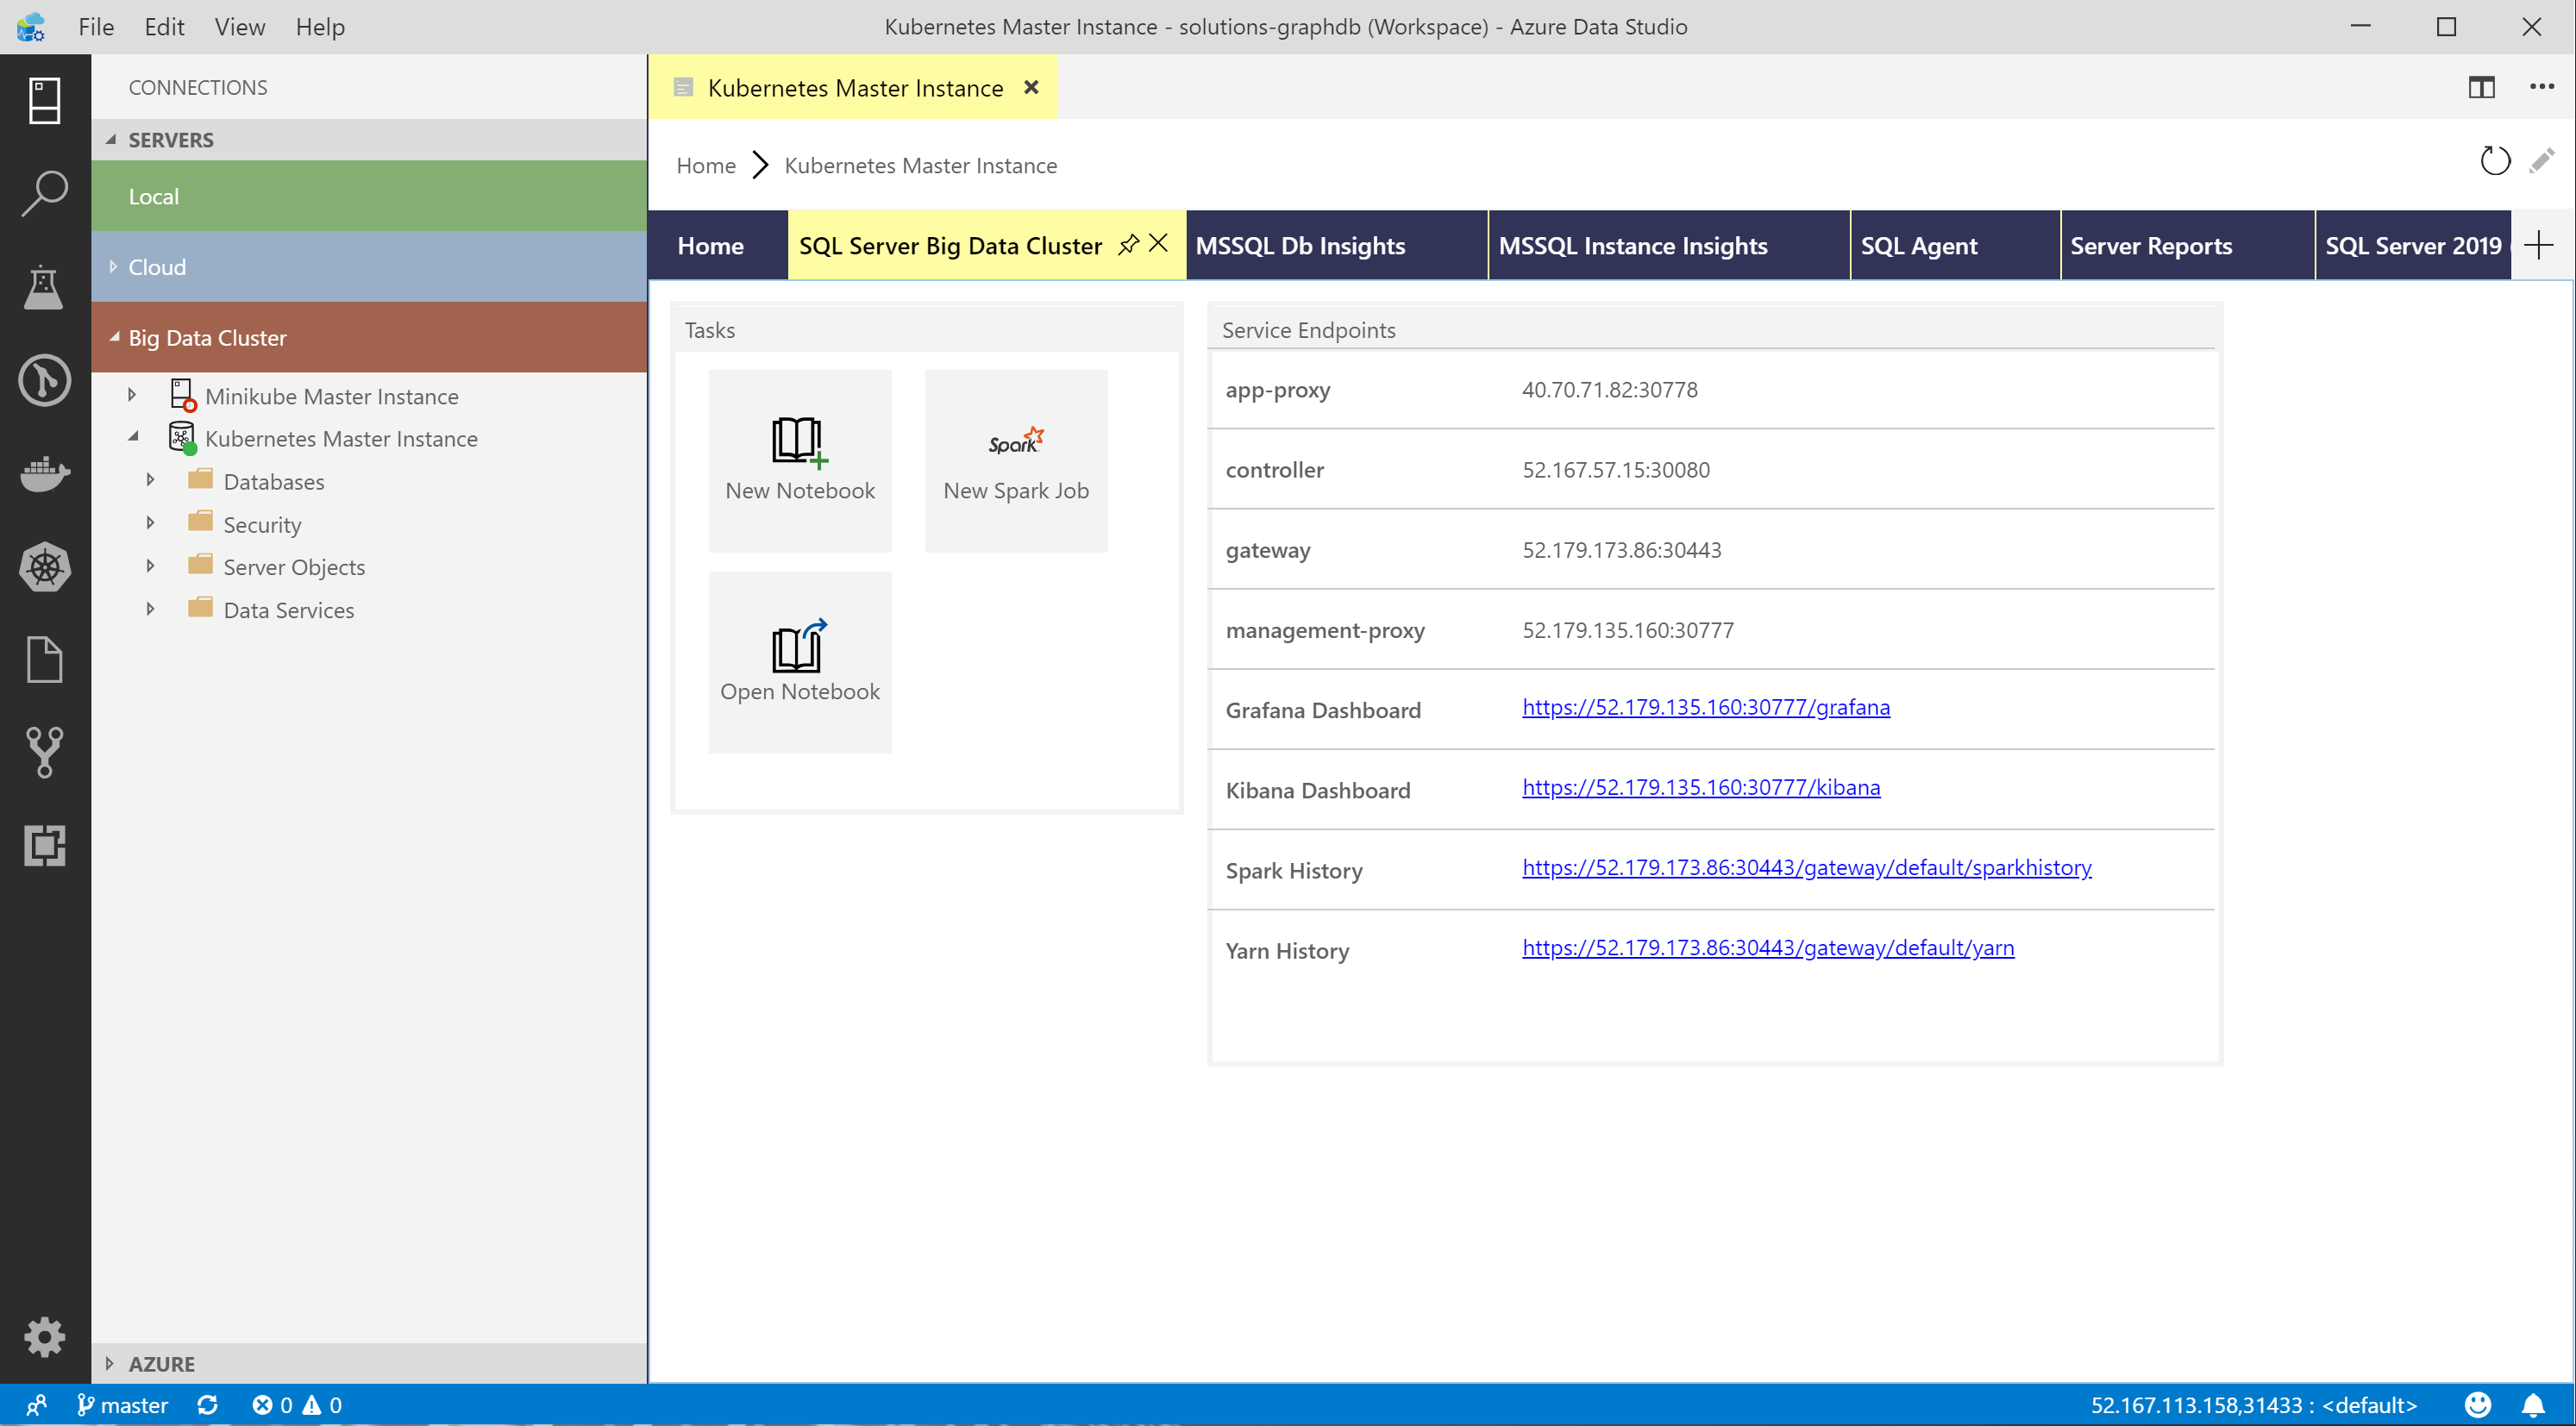 File Edit View Help
Kubernetes Master Instance - solutions-graphdb (Workspace) - Azure Data Studio
CONNECTIONS
SERVERS
Local
Cloud
Big Data Cluster
Minikube Master Instance
Kubernetes Master Instance
Databases
Security
Server Objects
Data Services
AZURE
Kubernetes Master Instance
Home Kubernetes Master Instance
Home SQL Server Big Data Cluster MSSQL Db Insights MSSQL Instance Insights SQL Agent Server Reports SQL Server 2019
Tasks
New Notebook
Spark
New Spark Job
Open Notebook
Service Endpoints
app-proxy 40.70.71.82:30778
controller 52.167.57.15:30080
gateway 52.179.173.86:30443
management-proxy 52.179.135.160:30777
Grafana Dashboard https://52.179.135.160:30777/grafana
Kibana Dashboard https://52.179.135.160:30777/kibana
Spark History https://52.179.173.86:30443/gateway/default/sparkhistory
Yarn History https://52.179.173.86:30443/gateway/default/yarn
master 0 0 52.167.113.158,31433 : <default>